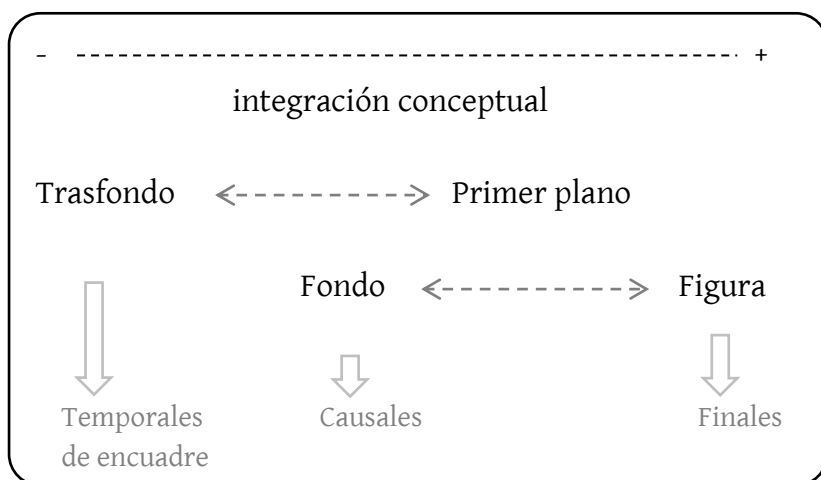 - +
integración conceptual
Trasfondo Primer plano
Fondo Figura
Temporales Causales Finales
de encuadre